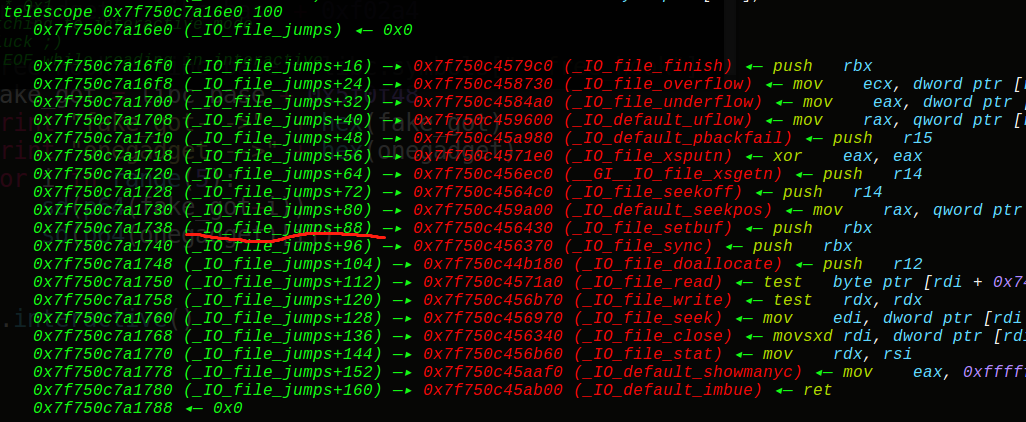 telescope 0x7f750c7a16e0 100
0x7f750c7a16e0 (_IO_file_jumps) ◂— 0x0
0x7f750c7a16f0 (_IO_file_jumps+16) —▸ 0x7f750c4579c0 (_IO_file_finish) ◂— push rbx
0x7f750c7a16f8 (_IO_file_jumps+24) —▸ 0x7f750c458730 (_IO_file_overflow) ◂— mov ecx, dword ptr [r
0x7f750c7a1700 (_IO_file_jumps+32) —▸ 0x7f750c4584a0 (_IO_file_underflow) ◂— mov eax, dword ptr [
0x7f750c7a1708 (_IO_file_jumps+40) —▸ 0x7f750c459600 (_IO_default_uflow) ◂— mov rax, qword ptr [
0x7f750c7a1710 (_IO_file_jumps+48) —▸ 0x7f750c45a980 (_IO_default_pbackfail) ◂— push r15
0x7f750c7a1718 (_IO_file_jumps+56) —▸ 0x7f750c4571e0 (_IO_file_xsputn) ◂— xor eax, eax
0x7f750c7a1720 (_IO_file_jumps+64) —▸ 0x7f750c456ec0 (__GI__IO_file_xsgetn) ◂— push r14
0x7f750c7a1728 (_IO_file_jumps+72) —▸ 0x7f750c4564c0 (_IO_file_seekoff) ◂— push r14
0x7f750c7a1730 (_IO_file_jumps+80) —▸ 0x7f750c459a00 (_IO_default_seekpos) ◂— mov rax, qword ptr
0x7f750c7a1738 (_IO_file_jumps+88) —▸ 0x7f750c456430 (_IO_file_setbuf) ◂— push rbx
0x7f750c7a1740 (_IO_file_jumps+96) —▸ 0x7f750c456370 (_IO_file_sync) ◂— push rbx
0x7f750c7a1748 (_IO_file_jumps+104) —▸ 0x7f750c44b180 (_IO_file_doallocate) ◂— push r12
0x7f750c7a1750 (_IO_file_jumps+112) —▸ 0x7f750c4571a0 (_IO_file_read) ◂— test byte ptr [rdi + 0x74
0x7f750c7a1758 (_IO_file_jumps+120) —▸ 0x7f750c456b70 (_IO_file_write) ◂— test rdx, rdx
0x7f750c7a1760 (_IO_file_jumps+128) —▸ 0x7f750c456970 (_IO_file_seek) ◂— mov edi, dword ptr [rdi
0x7f750c7a1768 (_IO_file_jumps+136) —▸ 0x7f750c456340 (_IO_file_close) ◂— movsxd rdi, dword ptr [rd
0x7f750c7a1770 (_IO_file_jumps+144) —▸ 0x7f750c456b60 (_IO_file_stat) ◂— mov rdx, rsi
0x7f750c7a1778 (_IO_file_jumps+152) —▸ 0x7f750c45aaf0 (_IO_default_showmanyc) ◂— mov eax, 0xfffff
0x7f750c7a1780 (_IO_file_jumps+160) —▸ 0x7f750c45ab00 (_IO_default_imbue) ◂— ret
0x7f750c7a1788 ◂— 0x0